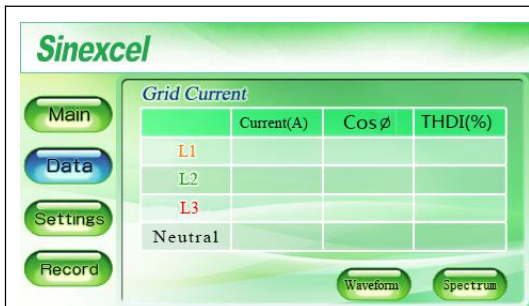 Sinexcel
Main
Data
Settings
Record
Grid Current
Current(A) Cosø THDI(%)
L1
L2
L3
Neutral
Waveform Spectrum